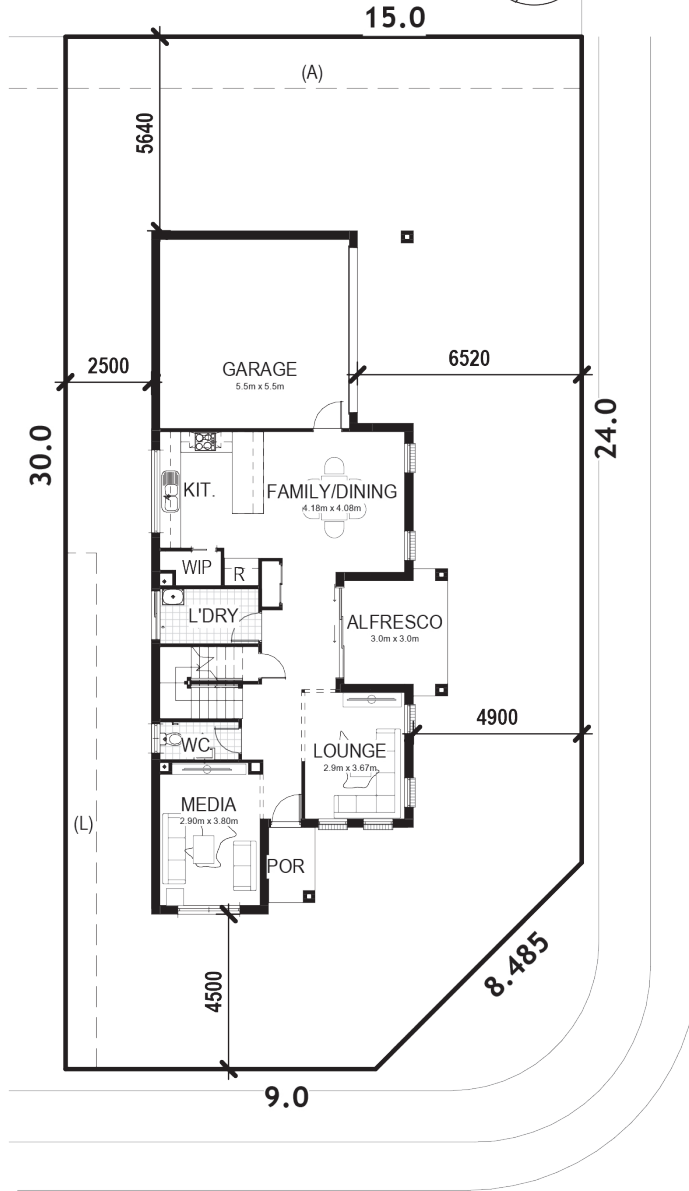 15.0
(A)
5640
2500
6520
GARAGE
5.5m x 5.5m
30.0
24.0
KIT.
FAMILY/DINING
4.18m x 4.08m
WIP
R
L'DRY
ALFRESCO
3.0m x 3.0m
4900
WC
LOUNGE
2.9m x 3.67m
MEDIA
2.90m x 3.80m
(L)
POR
8.485
4500
9.0